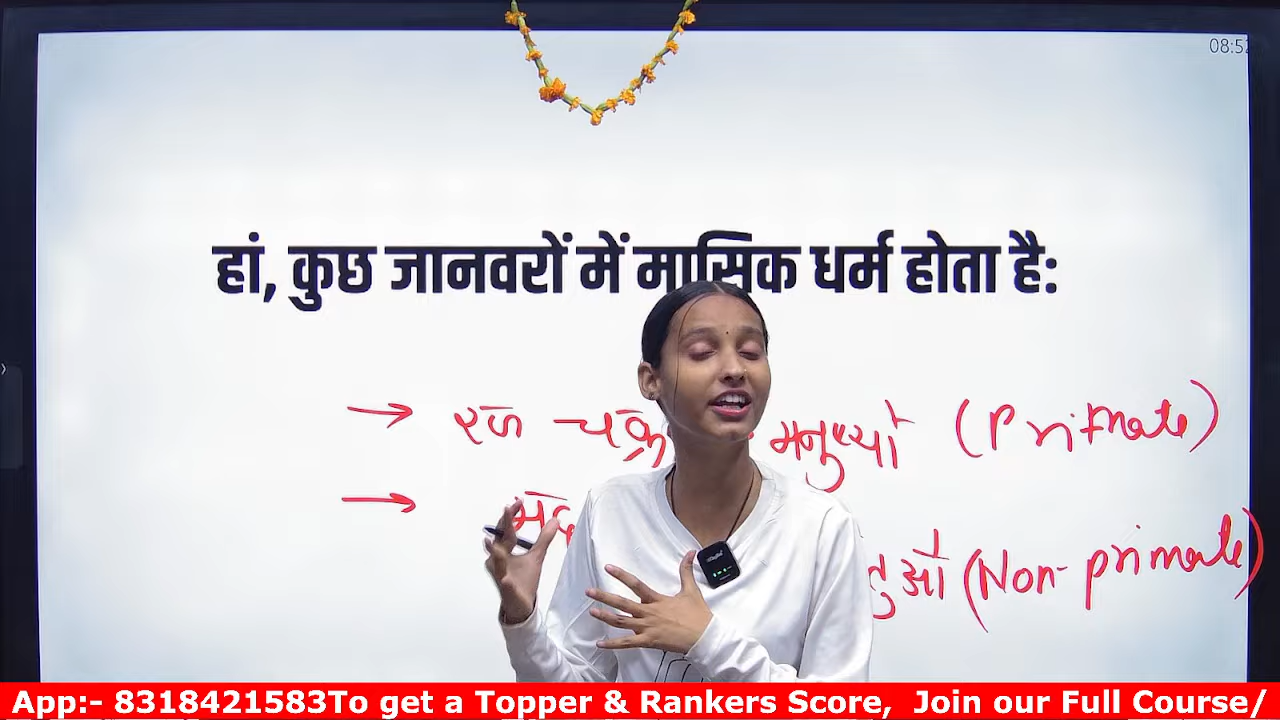 08:52
हां, कुछ जानवरों में मासिक धर्म होता है:
→ रज चक्र मनुष्यों (Primate)
→ (Non-primate)
App:- 8318421583To get a Topper & Rankers Score, Join our Full Course/